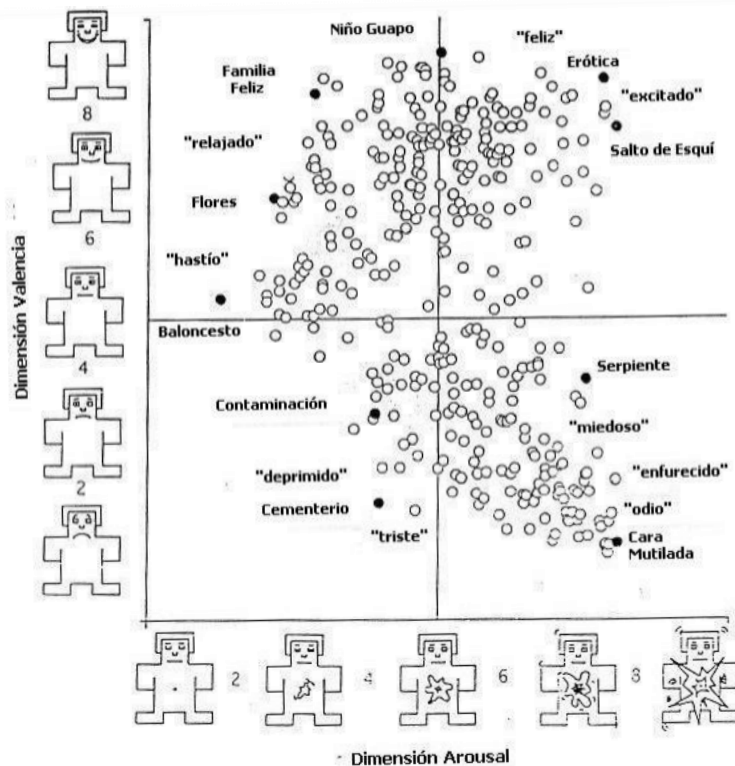 Niño Guapo
"feliz"
Familia
Feliz
Erótica
"excitado"
8
"relajado"
Salto de Esquí
Flores
6
"hastío"
Dimensión Valencia
Baloncesto
4
Serpiente
Contaminación
"miedoso"
2
"deprimido"
"enfurecido"
Cementerio
"odio"
"triste"
Cara
Mutilada
2
4
6
8
Dimensión Arousal